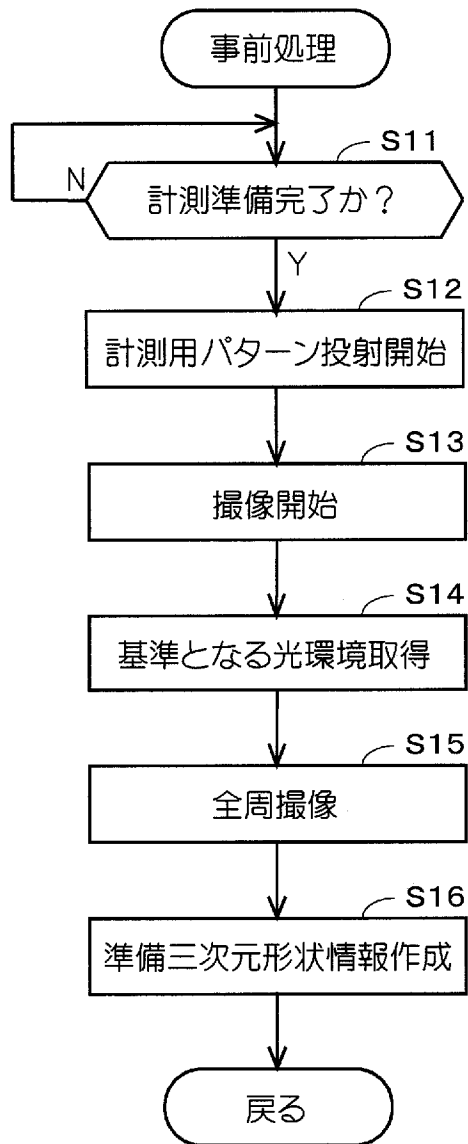 事前処理
S11
N
計測準備完了か？
Y
S12
計測用パターン投射開始
S13
撮像開始
S14
基準となる光環境取得
S15
全周撮像
S16
準備三次元形状情報作成
戻る